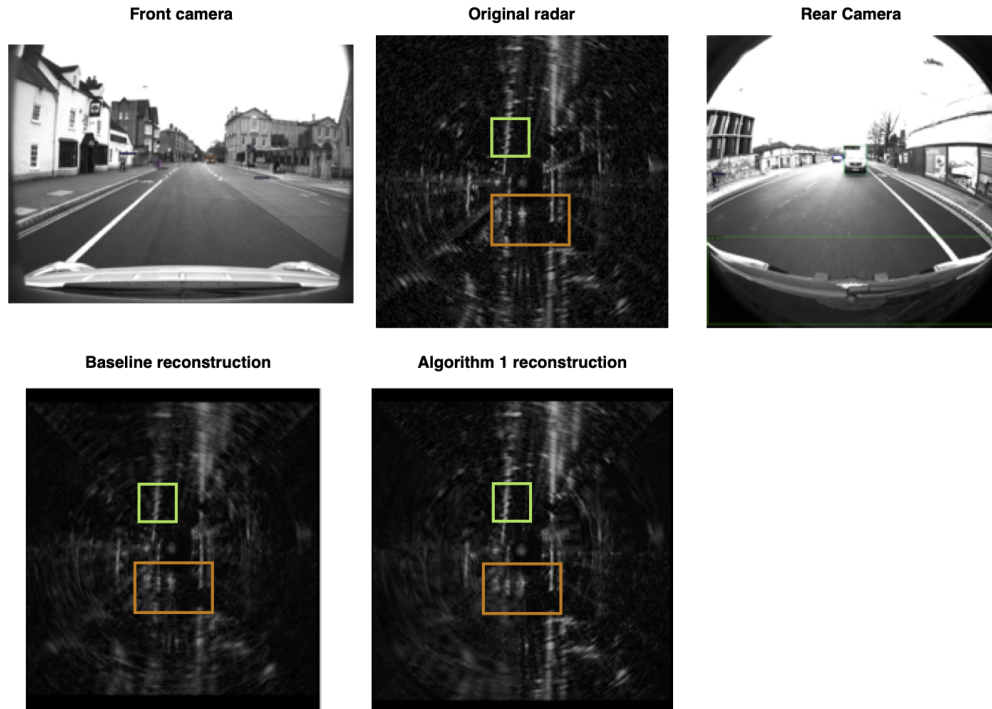 Front camera
Original radar
Rear Camera
Baseline reconstruction
Algorithm 1 reconstruction